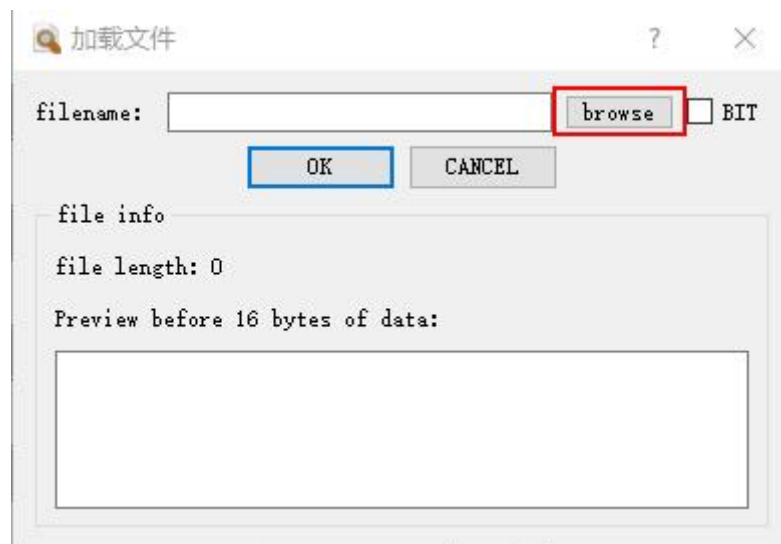 加载文件 ? ×
filename: browse BIT
OK CANCEL
file info
file length: 0
Preview before 16 bytes of data: